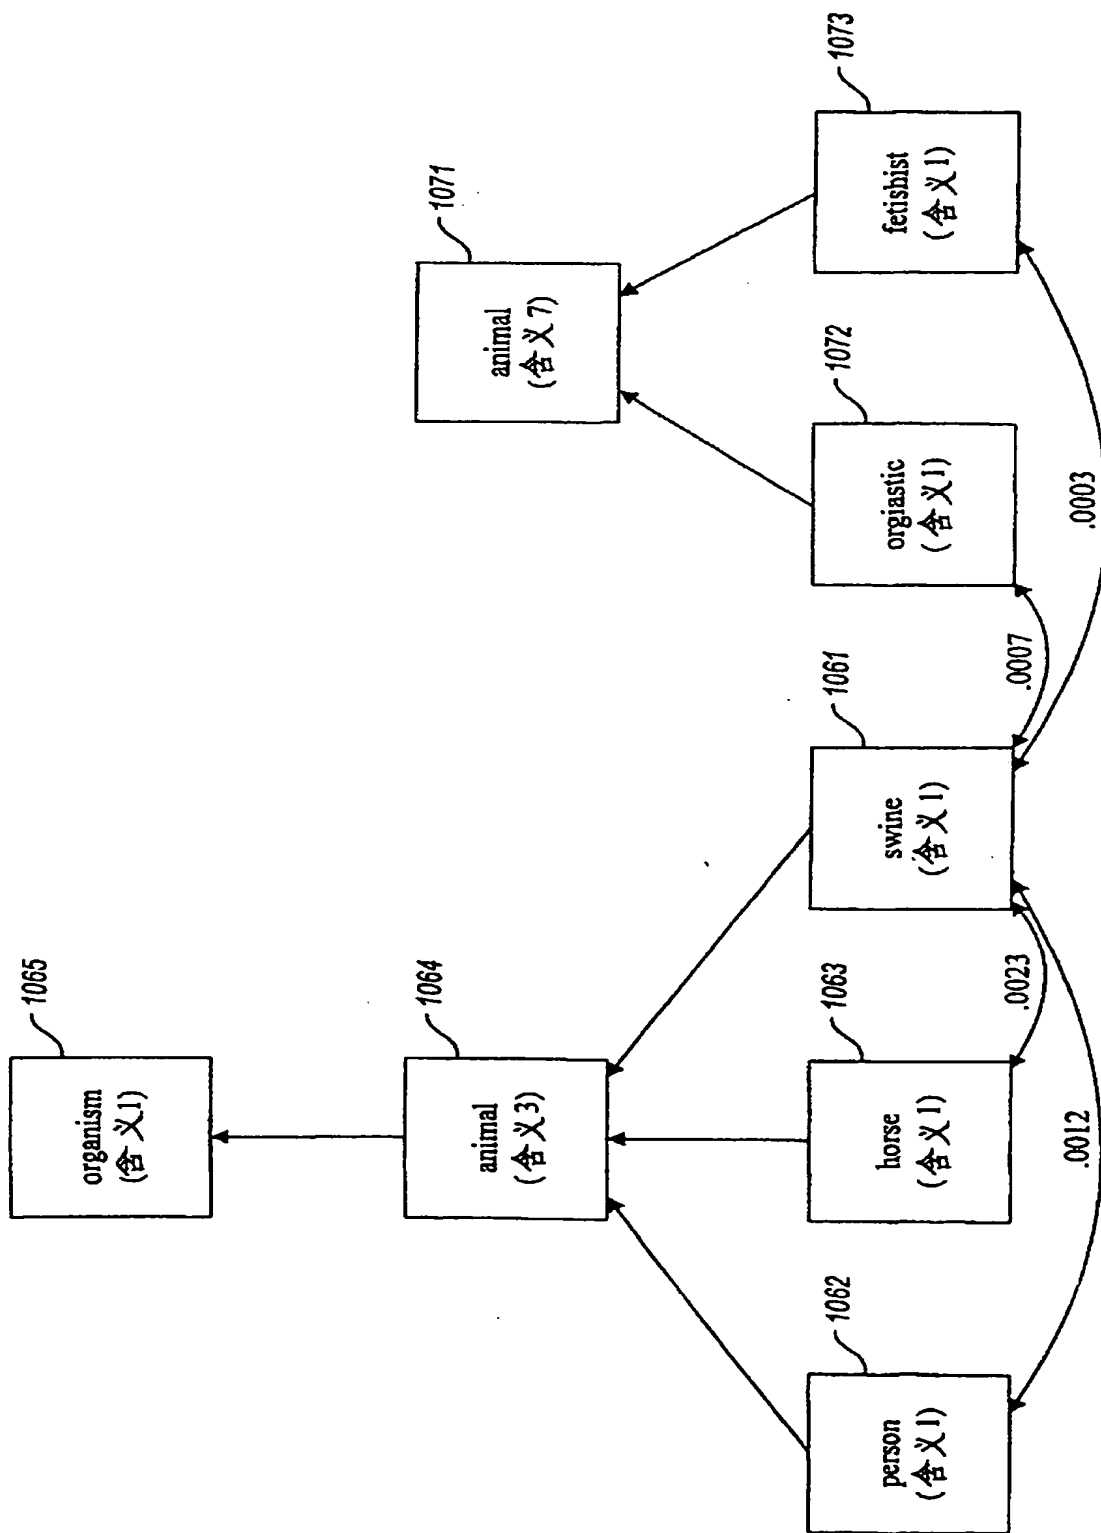 1065
organism
(含义1)
1064
animal
(含义3)
1071
animal
(含义7)
1062
person
(含义1)
1063
horse
(含义1)
1061
swine
(含义1)
1072
orgiastic
(含义1)
1073
fetishist
(含义1)
.0023
.0007
.0012
.0003